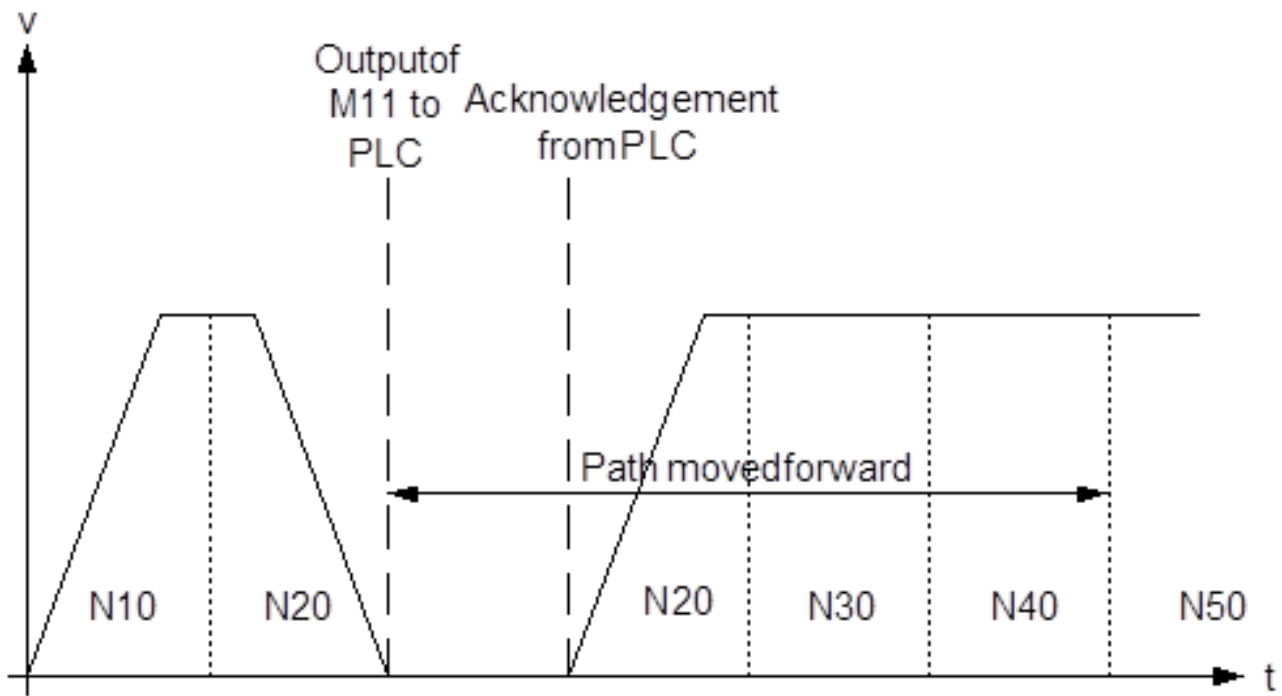 v
Outputof
M11 to
PLC
Acknowledgement
fromPLC
Path movedforward
N10
N20
N20
N30
N40
N50
t